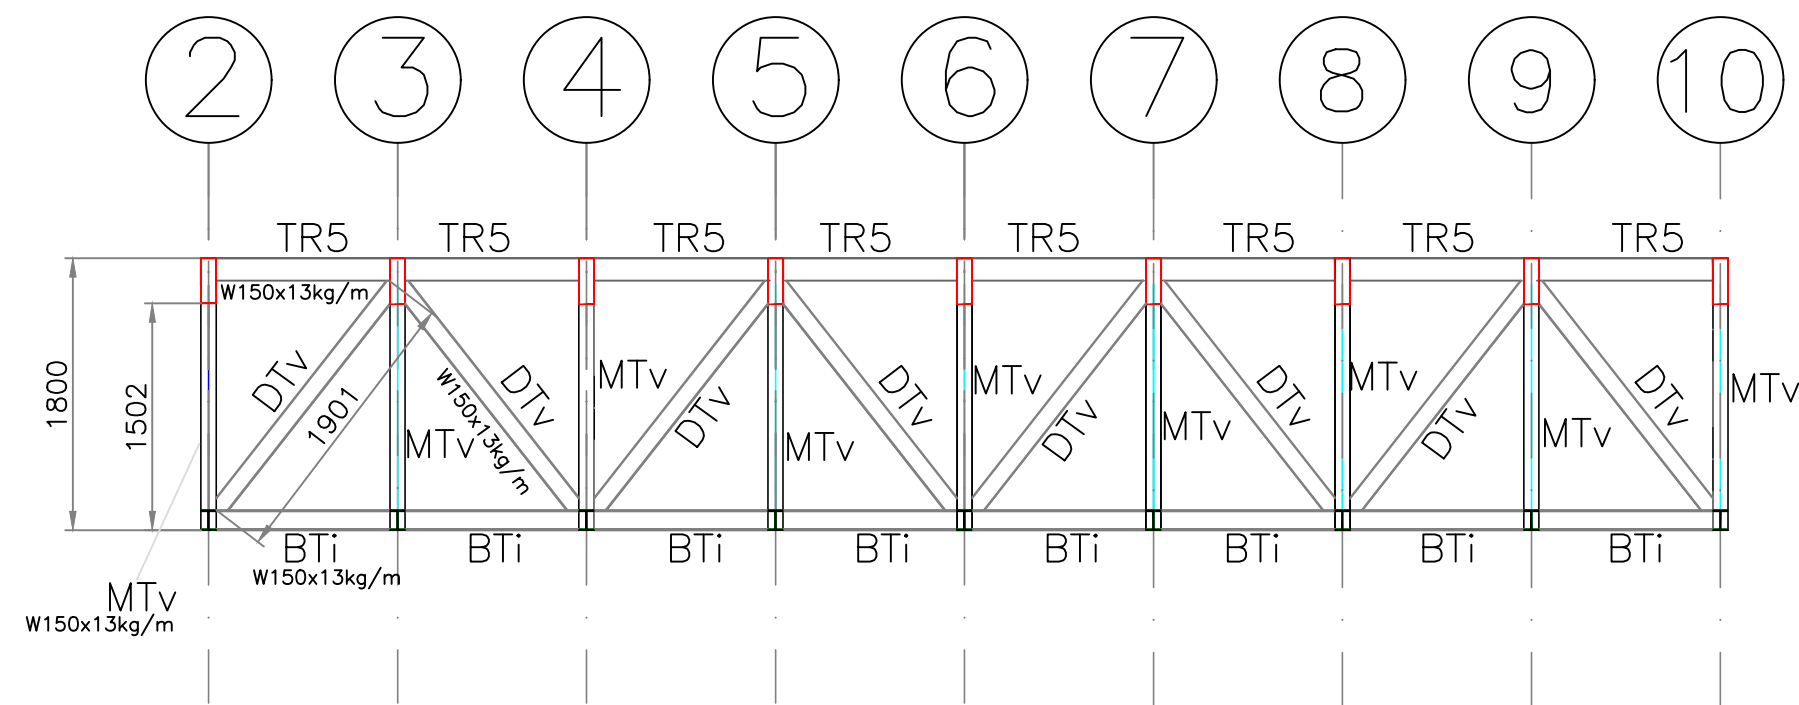 2 3 4 5 6 7 8 9 10
TR5 TR5 TR5 TR5 TR5 TR5 TR5 TR5
W150x13kg/m
1800
1502
DTv
1901
MTv
W150x13kg/m
DTv
MTv
DTv
MTv
DTv
MTv
DTv
MTv
DTv
MTv
DTv
MTv
DTv
MTv
BTi BTi BTi BTi BTi BTi BTi BTi
W150x13kg/m
MTv
W150x13kg/m